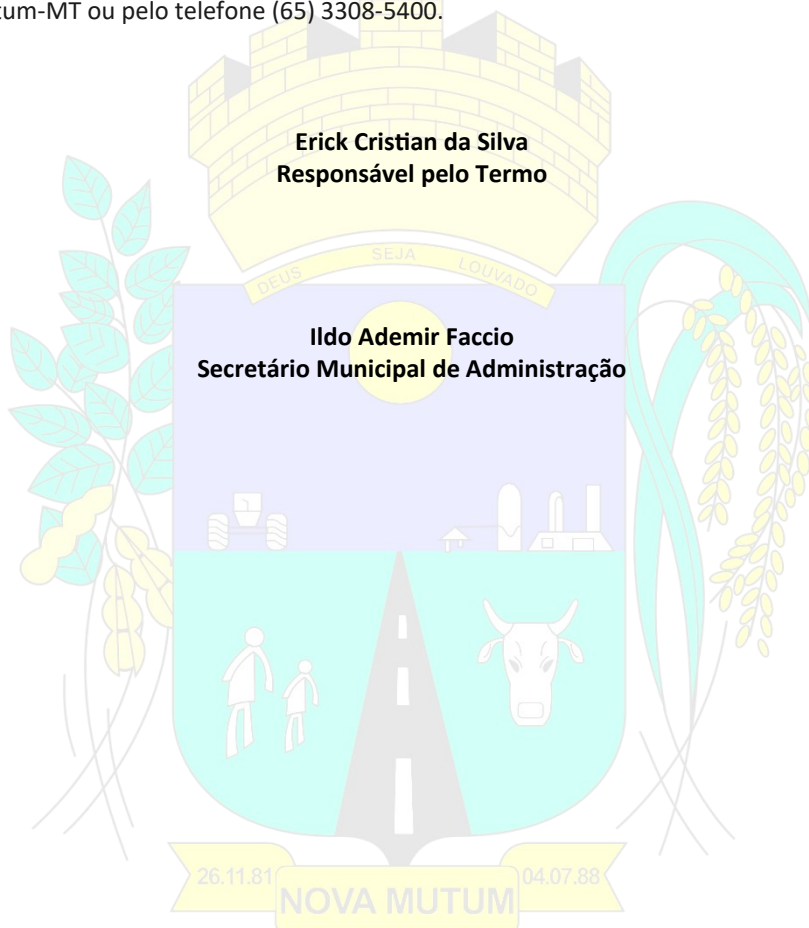 tum-MT ou pelo telefone (65) 3308-5400.
Erick Cristian da Silva
Responsável pelo Termo
DEUS SEJA LOUVADO
Ildo Ademir Faccio
Secretário Municipal de Administração
26.11.81
NOVA MUTUM
04.07.88